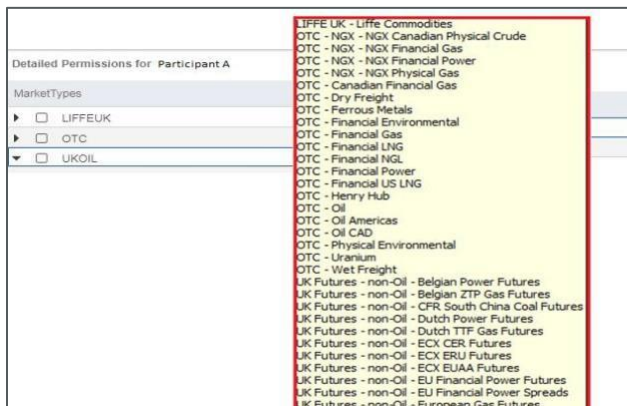 Detailed Permissions for Participant A
MarketTypes
LIFFEUK
OTC
UKOIL
LIFFE UK - Liffe Commodities
OTC - NGX - NGX Canadian Physical Crude
OTC - NGX - NGX Financial Gas
OTC - NGX - NGX Financial Power
OTC - NGX - NGX Physical Gas
OTC - Canadian Financial Gas
OTC - Dry Freight
OTC - Ferrous Metals
OTC - Financial Environmental
OTC - Financial Gas
OTC - Financial LNG
OTC - Financial NGL
OTC - Financial Power
OTC - Financial US LNG
OTC - Henry Hub
OTC - Oil
OTC - Oil Americas
OTC - Oil CAD
OTC - Physical Environmental
OTC - Uranium
OTC - Wet Freight
UK Futures - non-Oil - Belgian Power Futures
UK Futures - non-Oil - Belgian ZTP Gas Futures
UK Futures - non-Oil - CFR South China Coal Futures
UK Futures - non-Oil - Dutch Power Futures
UK Futures - non-Oil - Dutch TTF Gas Futures
UK Futures - non-Oil - ECX CER Futures
UK Futures - non-Oil - ECX ERU Futures
UK Futures - non-Oil - ECX EUAA Futures
UK Futures - non-Oil - EU Financial Power Futures
UK Futures - non-Oil - EU Financial Power Spreads
UK Futures - non-Oil - European Gas Futures